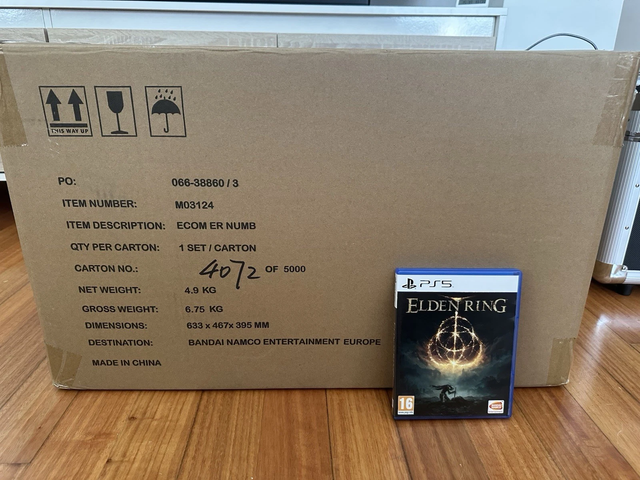 THIS WAY UP
PO: 066-38860 / 3
ITEM NUMBER: M03124
ITEM DESCRIPTION: ECOM ER NUMB
QTY PER CARTON: 1 SET / CARTON
CARTON NO.: 4072 OF 5000
NET WEIGHT: 4.9 KG
GROSS WEIGHT: 6.75 KG
DIMENSIONS: 633 x 467x 395 MM
DESTINATION: BANDAI NAMCO ENTERTAINMENT EUROPE
MADE IN CHINA
PS5
ELDEN RING
16